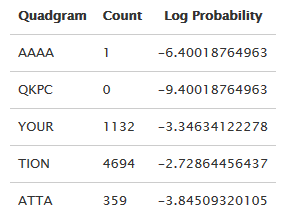 Quadgram Count Log Probability
AAAA 1 -6.40018764963
QKPC 0 -9.40018764963
YOUR 1132 -3.34634122278
TION 4694 -2.72864456437
ATTA 359 -3.84509320105